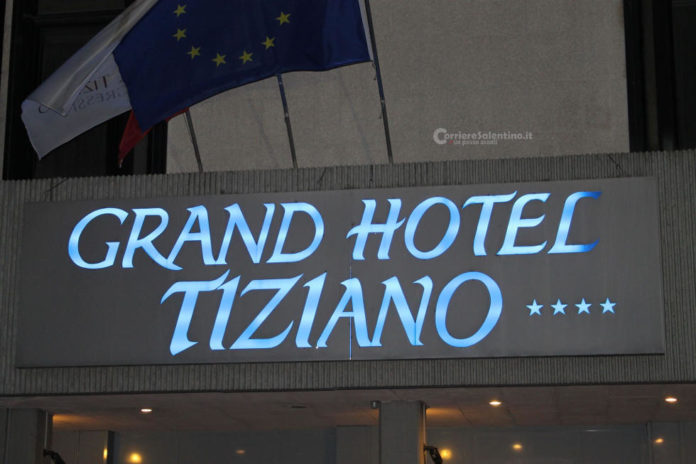 CorriereSalentino.it
GRAND HOTEL
TIZIANO ****